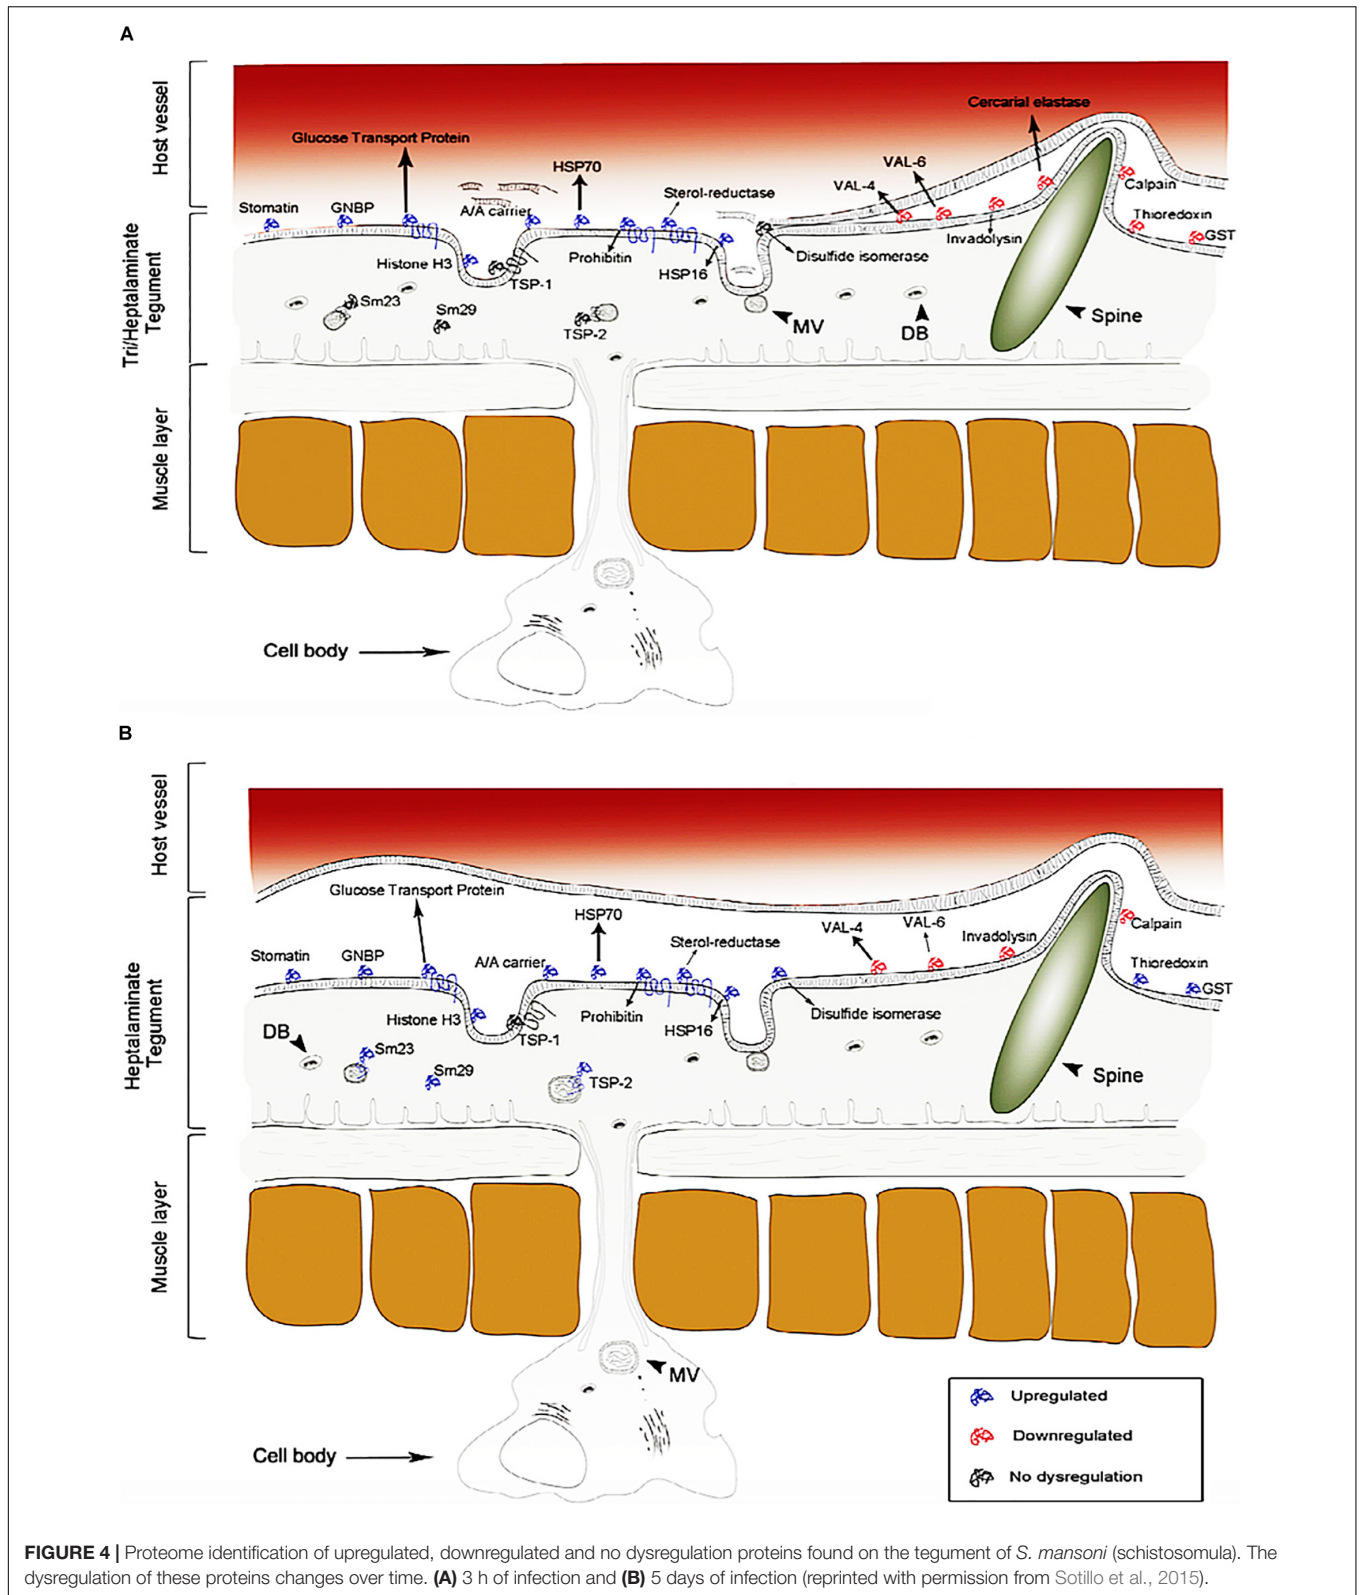 A
Host vessel
Cercarial elastase
Glucose Transport Protein
HSP70
VAL-6
VAL-4
Calpain
Sterol-reductase
Stomatin
GNBP
A/A carrier
Thioredoxin
GST
Invadolysin
Disulfide isomerase
Prohibitin
Histone H3
HSP16
TSP-1
Tri/Heptalaminate
Tegument
Sm23
Sm29
TSP-2
MV
DB
Spine
Muscle layer
Cell body
B
Host vessel
Glucose Transport Protein
HSP70
VAL-4
VAL-6
Calpain
Invadolysin
Sterol-reductase
Stomatin
GNBP
A/A carrier
Thioredoxin
GST
Histone H3
Prohibitin
HSP16
Disulfide isomerase
TSP-1
Heptalaminate
Tegument
DB
Sm23
Sm29
TSP-2
Spine
Muscle layer
MV
Cell body
Upregulated
Downregulated
No dysregulation
FIGURE 4 | Proteome identification of upregulated, downregulated and no dysregulation proteins found on the tegument of S. mansoni (schistosomula). The
dysregulation of these proteins changes over time. (A) 3 h of infection and (B) 5 days of infection (reprinted with permission from Sotillo et al., 2015).